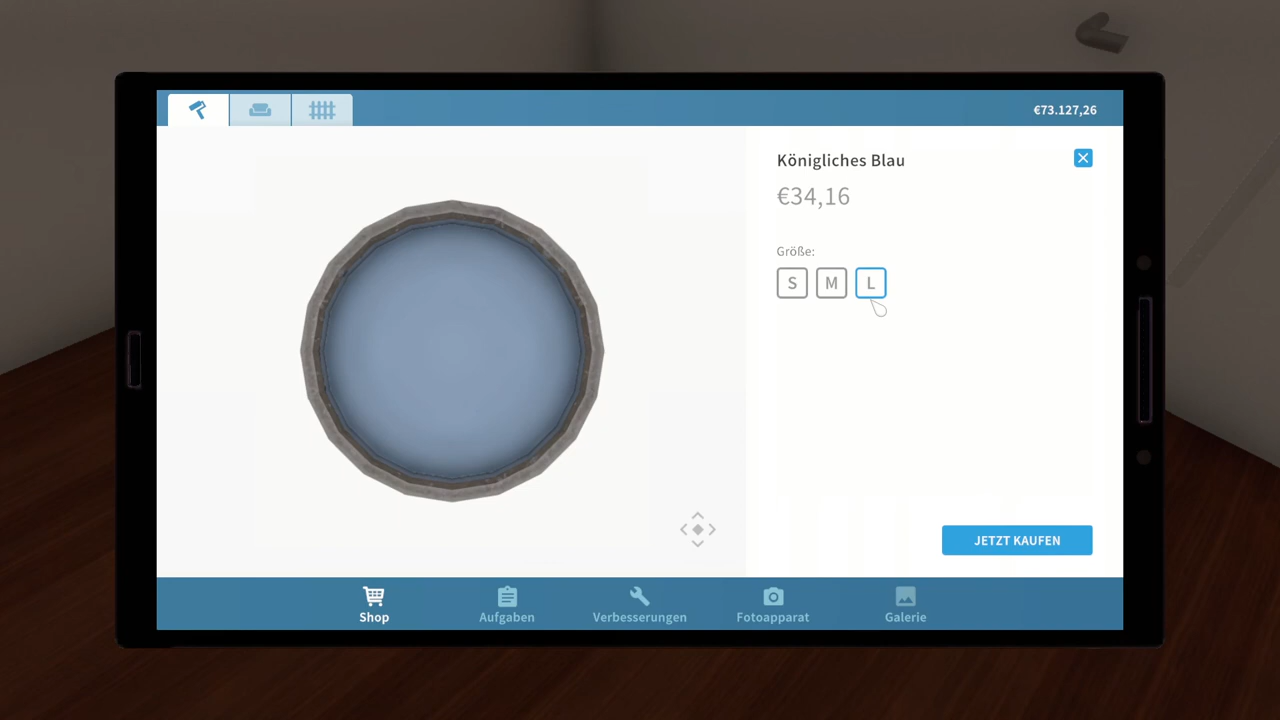 €73.127,26
Königliches Blau
€34,16
Größe:
S M L
JETZT KAUFEN
Shop Aufgaben Verbesserungen Fotoapparat Galerie